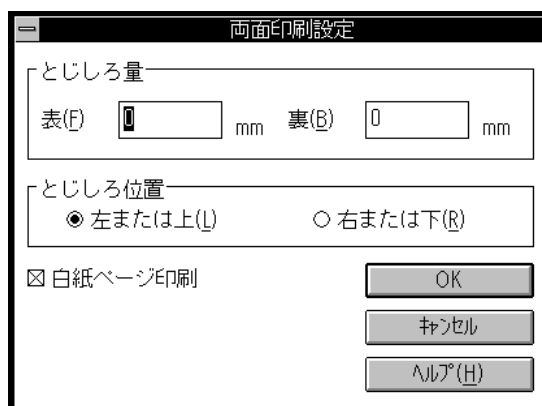 両面印刷設定
とじしろ量
表(F) 0 mm 裏(B) 0 mm
とじしろ位置
左または上(L) 右または下(R)
白紙ページ印刷
OK
ｷｬﾝｾﾙ
ﾍﾙﾌﾟ(H)